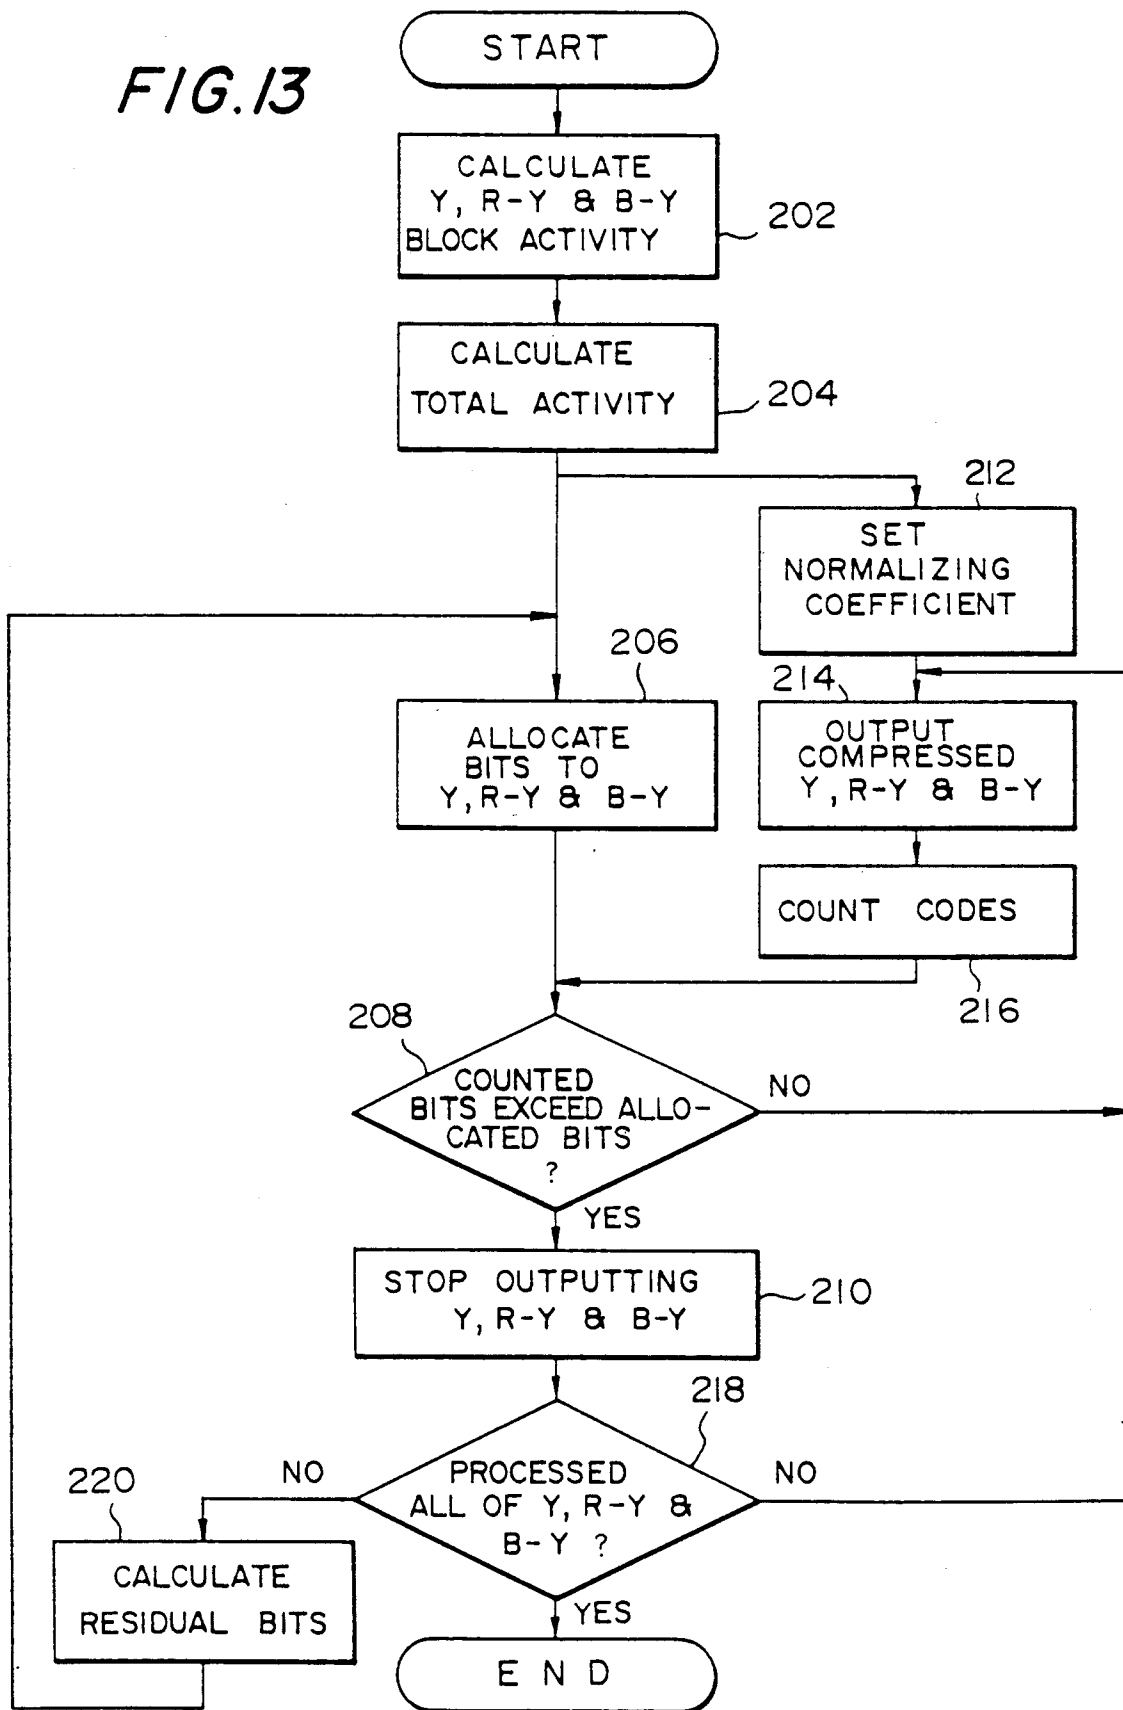 START
FIG.13
CALCULATE
Y, R-Y & B-Y
BLOCK ACTIVITY
202
CALCULATE
TOTAL ACTIVITY
204
212
SET
NORMALIZING
COEFFICIENT
206
ALLOCATE
BITS TO
Y, R-Y & B-Y
214
OUTPUT
COMPRESSED
Y, R-Y & B-Y
COUNT CODES
216
208
COUNTED
BITS EXCEED ALLO-
CATED BITS
?
NO
YES
STOP OUTPUTTING
Y, R-Y & B-Y
210
218
PROCESSED
ALL OF Y, R-Y &
B-Y ?
NO
NO
220
CALCULATE
RESIDUAL BITS
YES
END